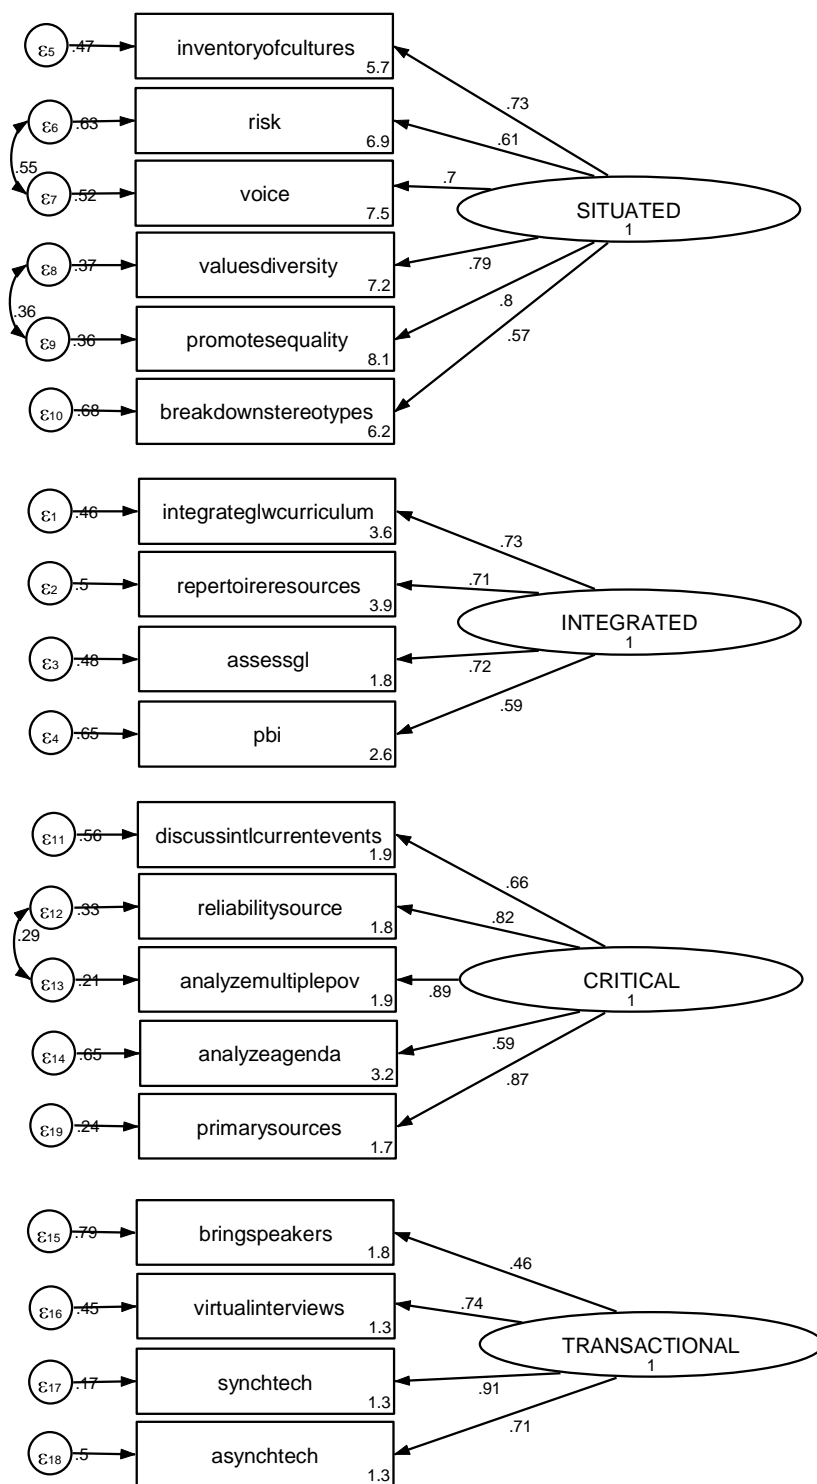 ε5 .47 inventoryofcultures 5.7
.73
ε6 .63 risk 6.9
.61
.55
ε7 .52 voice 7.5
.7
SITUATED
1
ε8 .37 valuesdiversity 7.2
.79
.36
ε9 .36 promotesequality 8.1
.8
.57
ε10 .68 breakdownstereotypes 6.2
ε1 .46 integrateglwcurriculum 3.6
.73
ε2 .5 repertoireresources 3.9
.71
INTEGRATED
1
ε3 .48 assessgl 1.8
.72
.59
ε4 .65 pbi 2.6
ε11 .56 discussintlcurrentevents 1.9
.66
ε12 .33 reliabilitysource 1.8
.82
.29
ε13 .21 analyzemultiplepov 1.9
.89
CRITICAL
1
ε14 .65 analyzeagenda 3.2
.59
.87
ε19 .24 primarysources 1.7
ε15 .79 bringspeakers 1.8
.46
ε16 .45 virtualinterviews 1.3
.74
TRANSACTIONAL
1
ε17 .17 synchtech 1.3
.91
.71
ε18 .5 asynchtech 1.3